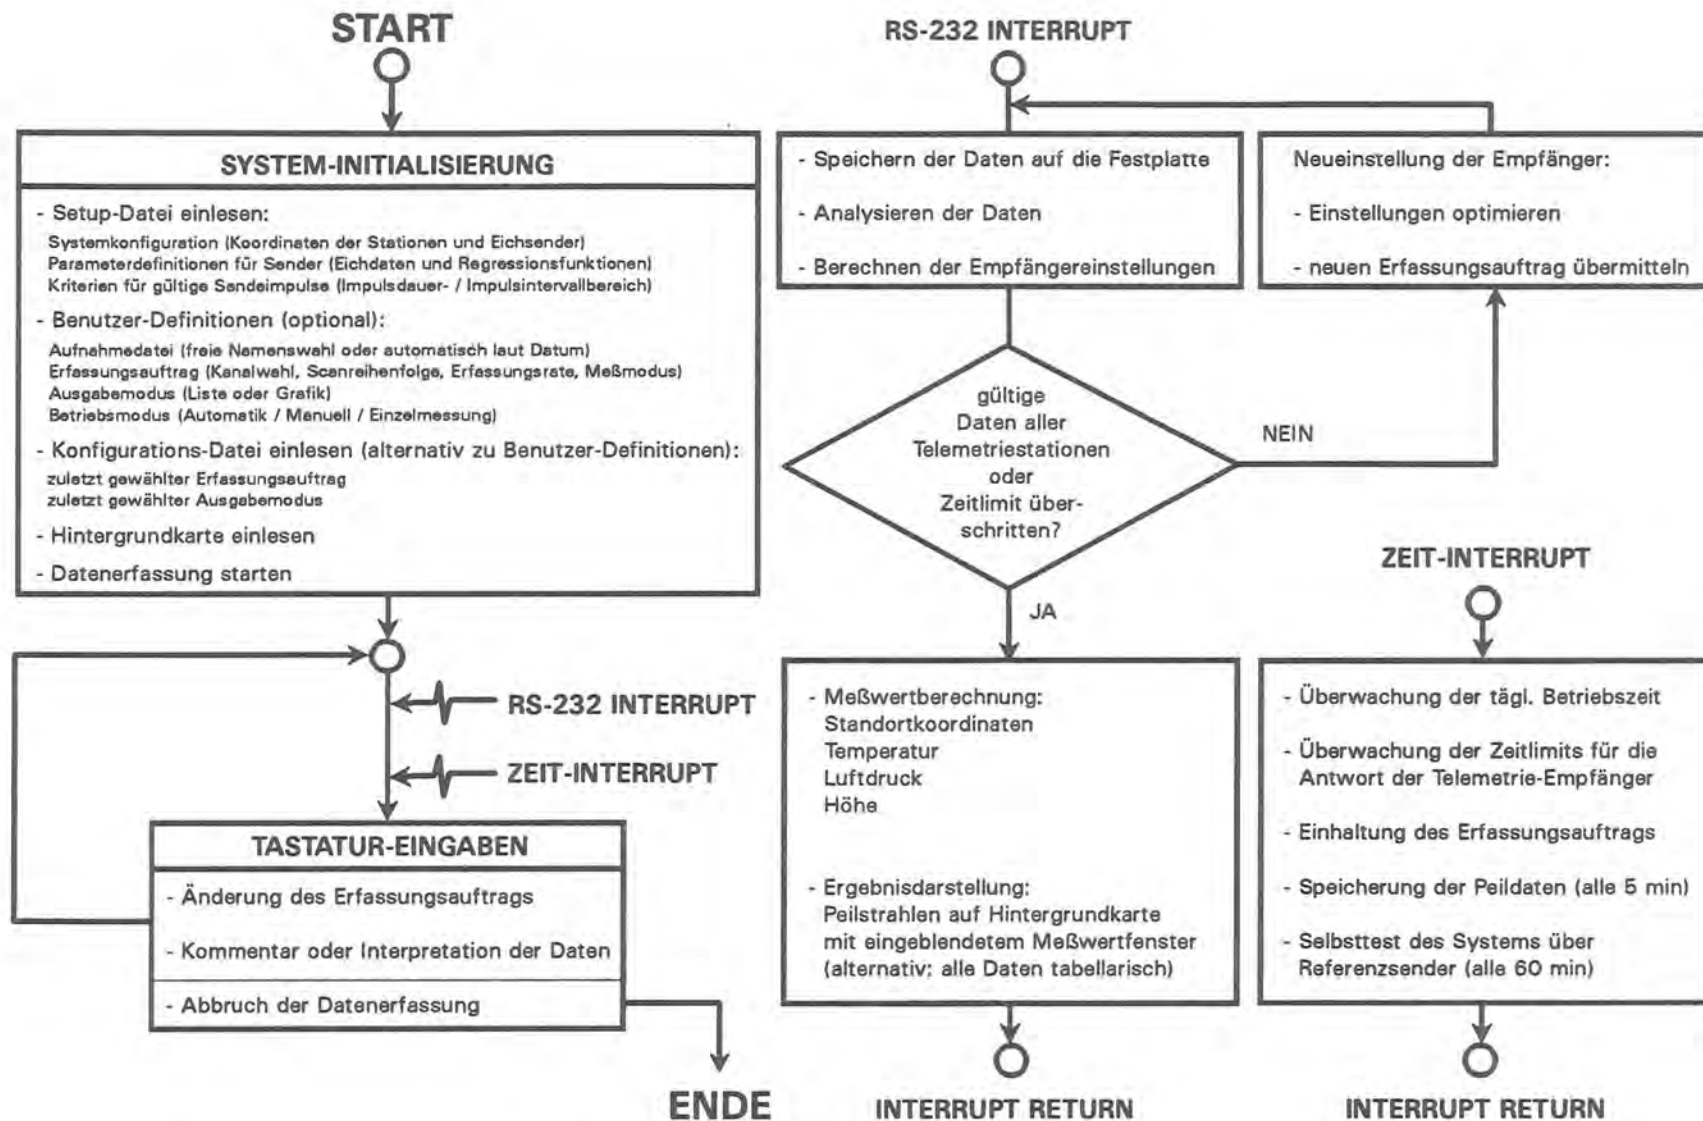 START
SYSTEM-INITIALISIERUNG
- Setup-Datei einlesen:
Systemkonfiguration (Koordinaten der Stationen und Eichsender)
Parameterdefinitionen für Sender (Eichdaten und Regressionsfunktionen)
Kriterien für gültige Sendeimpulse (Impulsdauer- / Impulsintervallbereich)
- Benutzer-Definitionen (optional):
Aufnahmedatei (freie Namenswahl oder automatisch laut Datum)
Erfassungsauftrag (Kanalwahl, Scanreihenfolge, Erfassungsrate, Meßmodus)
Ausgabemodus (Liste oder Grafik)
Betriebsmodus (Automatik / Manuell / Einzelmessung)
- Konfigurations-Datei einlesen (alternativ zu Benutzer-Definitionen):
zuletzt gewählter Erfassungsauftrag
zuletzt gewählter Ausgabemodus
- Hintergrundkarte einlesen
- Datenerfassung starten
RS-232 INTERRUPT
ZEIT-INTERRUPT
TASTATUR-EINGABEN
- Änderung des Erfassungsauftrags
- Kommentar oder Interpretation der Daten
- Abbruch der Datenerfassung
ENDE
RS-232 INTERRUPT
- Speichern der Daten auf die Festplatte
- Analysieren der Daten
- Berechnen der Empfängereinstellungen
Neueinstellung der Empfänger:
- Einstellungen optimieren
- neuen Erfassungsauftrag übermitteln
gültige
Daten aller
Telemetriestationen
oder
Zeitlimit über-
schritten?
NEIN
JA
- Meßwertberechnung:
Standortkoordinaten
Temperatur
Luftdruck
Höhe
- Ergebnisdarstellung:
Peilstrahlen auf Hintergrundkarte
mit eingeblendetem Meßwertfenster
(alternativ: alle Daten tabellarisch)
INTERRUPT RETURN
ZEIT-INTERRUPT
- Überwachung der tägl. Betriebszeit
- Überwachung der Zeitlimits für die
Antwort der Telemetrie-Empfänger
- Einhaltung des Erfassungsauftrags
- Speicherung der Peildaten (alle 5 min)
- Selbsttest des Systems über
Referenzsender (alle 60 min)
INTERRUPT RETURN